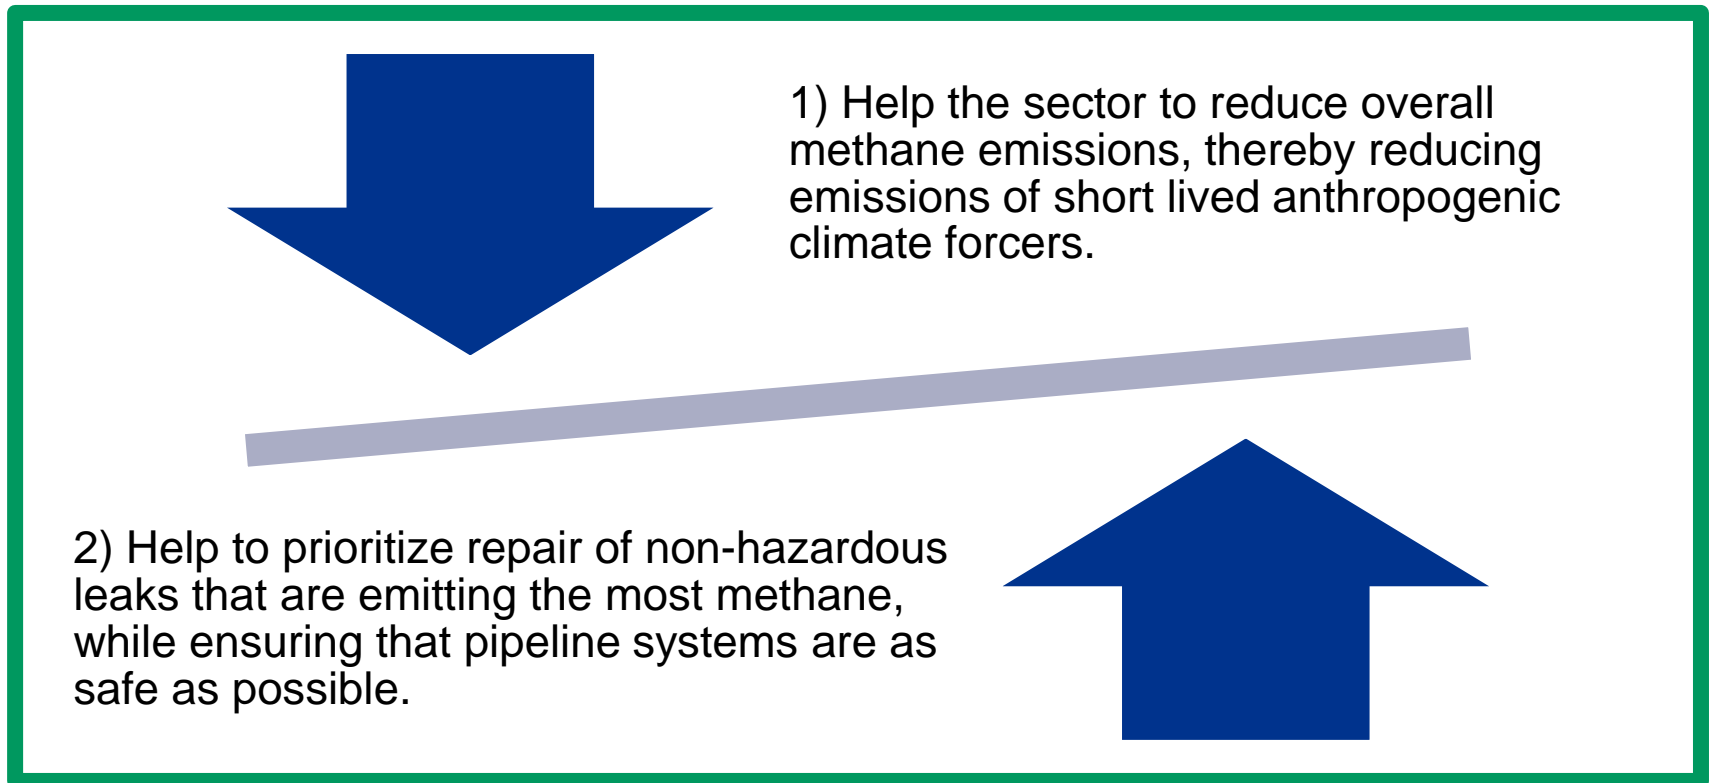 1) Help the sector to reduce overall
methane emissions, thereby reducing
emissions of short lived anthropogenic
climate forcers.
2) Help to prioritize repair of non-hazardous
leaks that are emitting the most methane,
while ensuring that pipeline systems are as
safe as possible.